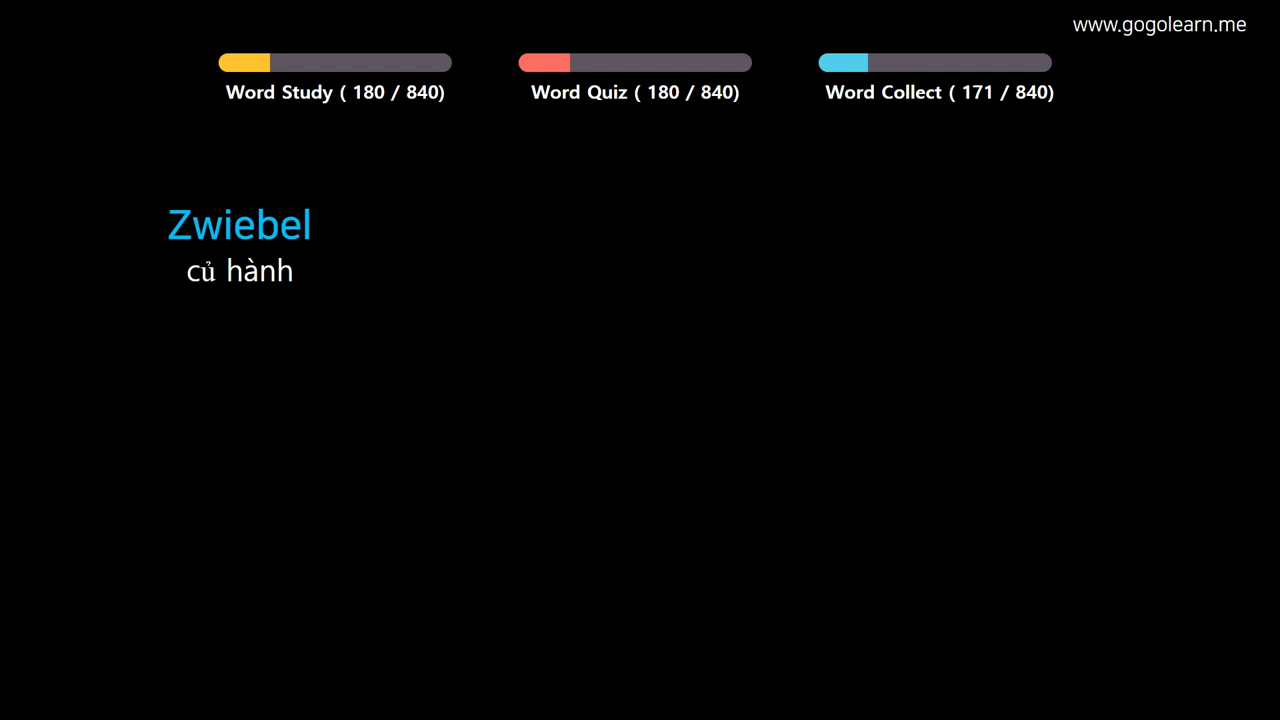 www.gogolearn.me
Word Study ( 180 / 840)
Word Quiz ( 180 / 840)
Word Collect ( 171 / 840)
Zwiebel
củ hành